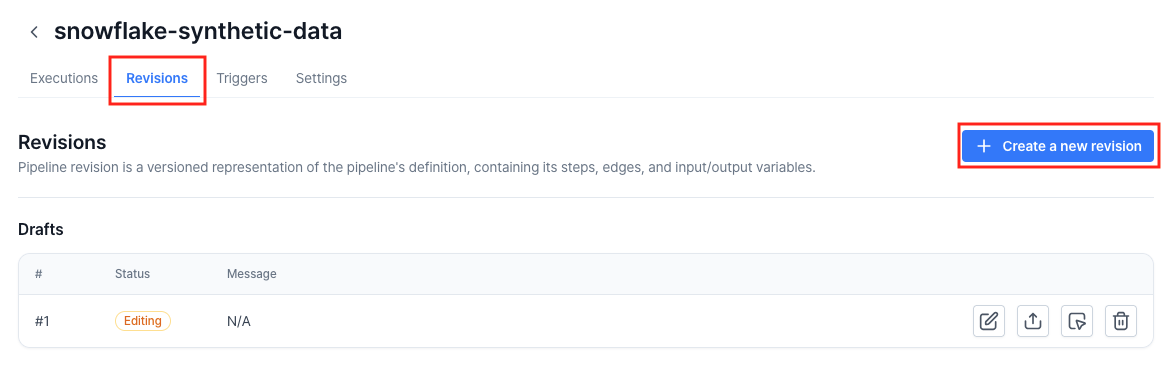 snowflake-synthetic-data
Executions Revisions Triggers Settings
Revisions
Create a new revision
Pipeline revision is a versioned representation of the pipeline's definition, containing its steps, edges, and input/output variables.
Drafts
# Status Message
#1 Editing N/A